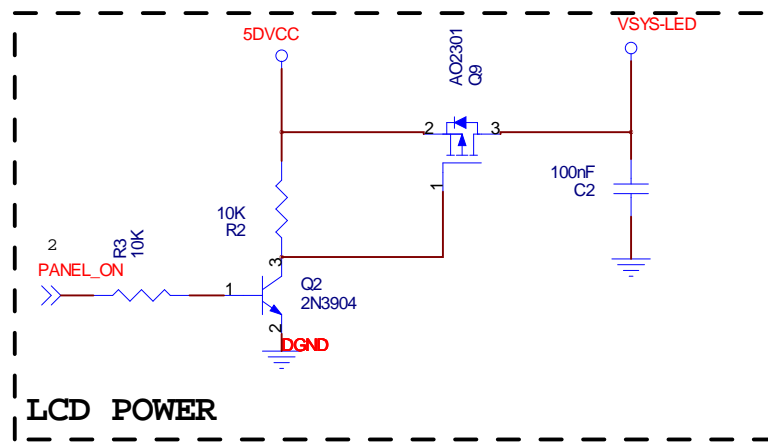 5DVCC
VSYS-LED
AO2301
Q9
2
3
1
100nF
C2
10K
R2
2
PANEL_ON
R3
10K
3
1
Q2
2N3904
2
DGND
LCD POWER